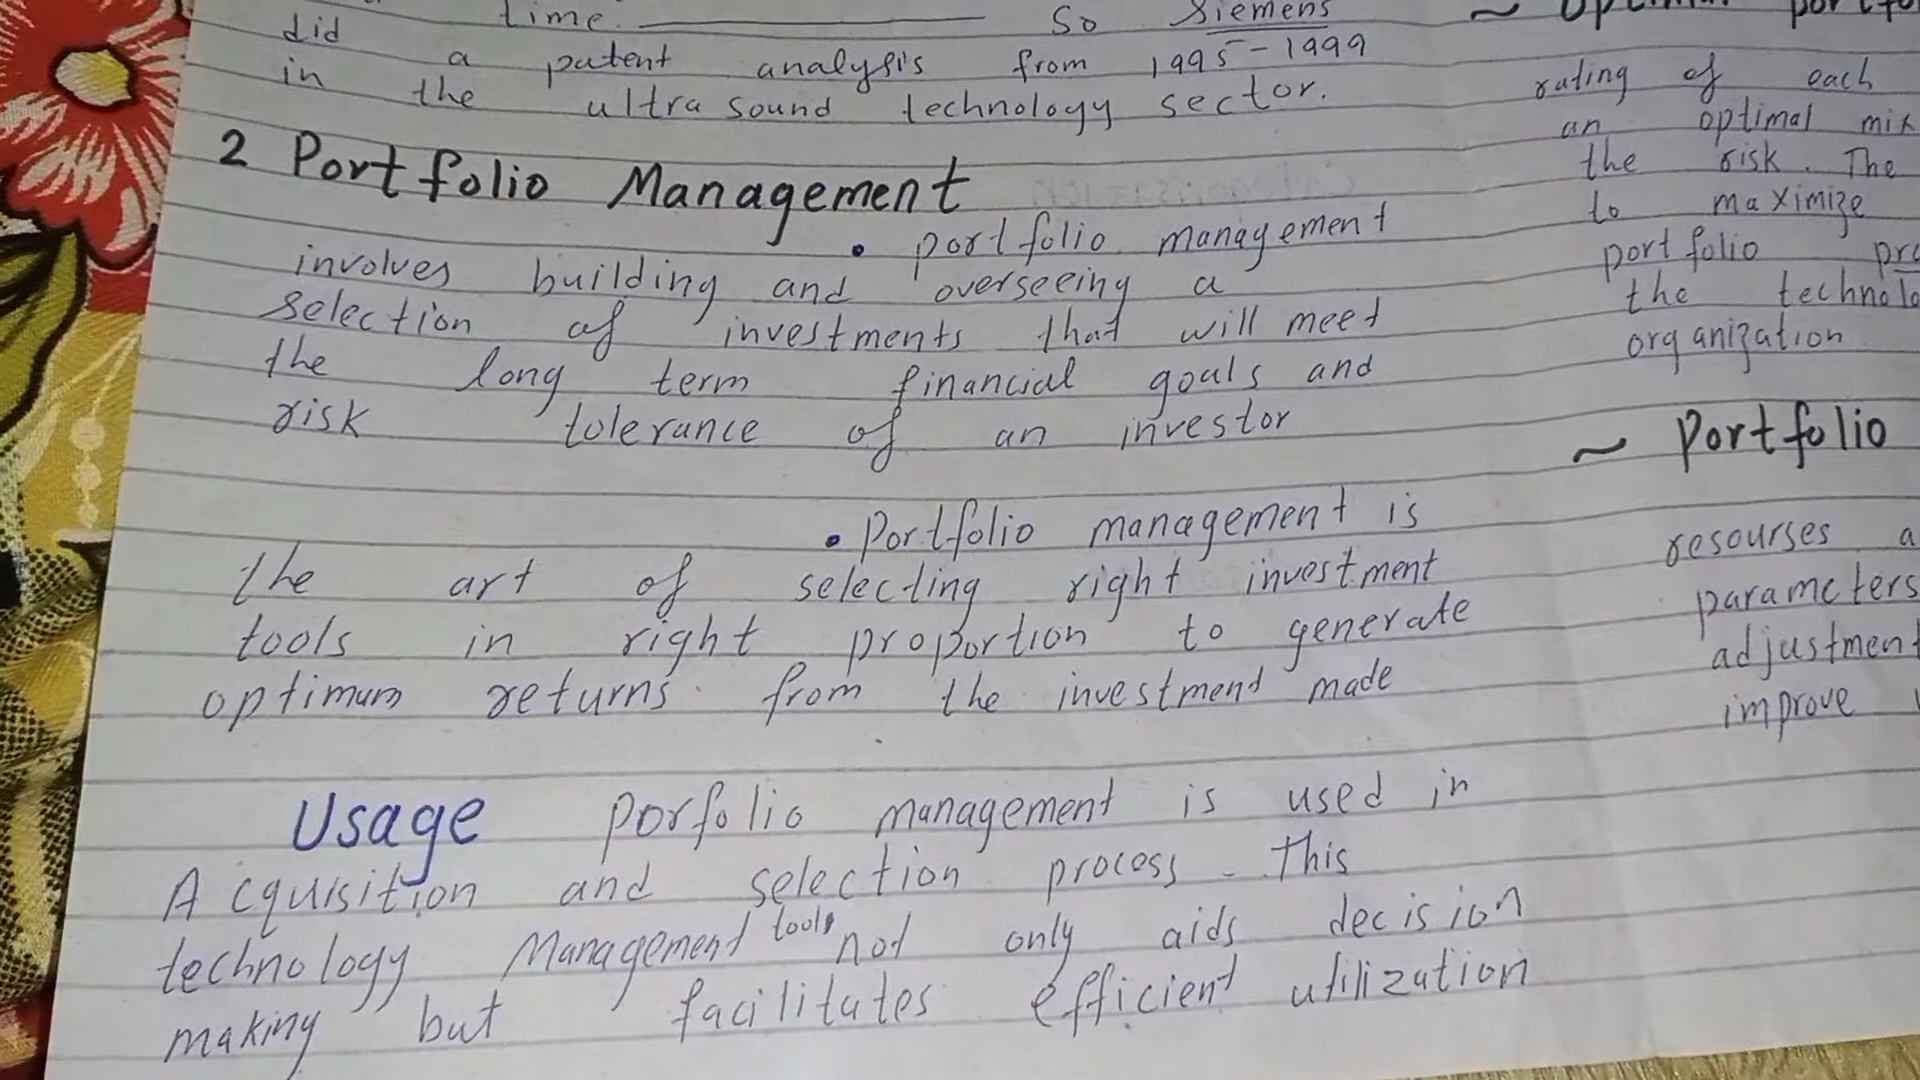 time. so Siemens
did a patent analysis from 1995-1999
in the ultra sound technology sector.
2 Portfolio Management
• portfolio management
involves building and overseeing a
selection of investments that will meet
the long term financial goals and
risk tolerance of an investor
• Portfolio management is
the art of selecting right investment
tools in right proportion to generate
optimum returns from the investment made
Usage Porfolio management is used in
Acquisition and selection process - This
technology Management tools not only aids decision
making but facilitates efficient utilization
rating of each
an optimal mix
the risk. The
to maximize
portfolio
the
organization
~ Portfolio
resourses
parameters
adjustment
improve